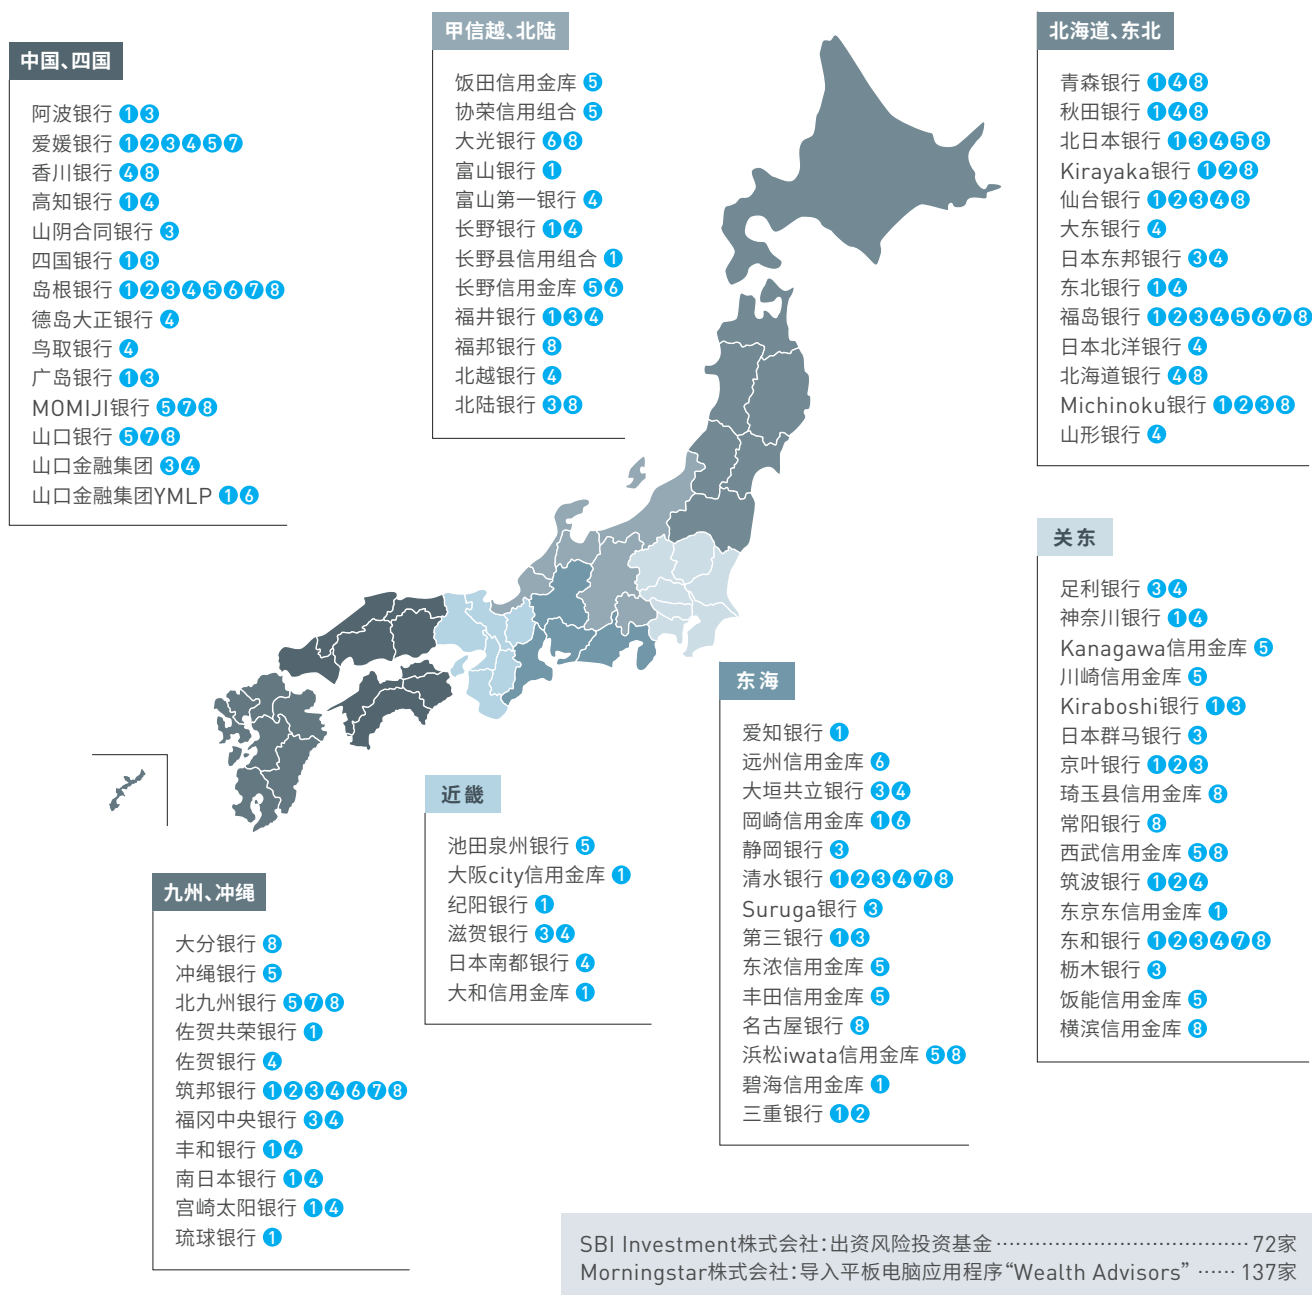 中国、四国
阿波银行 ❶❸
爱媛银行 ❶❷❸❹❺❼
香川银行 ❹❽
高知银行 ❶❹
山阴合同银行 ❸
四国银行 ❶❽
岛根银行 ❶❷❸❹❺❻❼❽
德岛大正银行 ❹
鸟取银行 ❹
广岛银行 ❶❸
MOMIJI银行 ❺❼❽
山口银行 ❺❼❽
山口金融集团 ❸❹
山口金融集团YMLP ❶❻
甲信越、北陆
饭田信用金库 ❺
协荣信用组合 ❺
大光银行 ❻❽
富山银行 ❶
富山第一银行 ❹
长野银行 ❶❹
长野县信用组合 ❶
长野信用金库 ❺❻
福井银行 ❶❸❹
福邦银行 ❽
北越银行 ❹
北陆银行 ❸❽
北海道、东北
青森银行 ❶❹❽
秋田银行 ❶❹❽
北日本银行 ❶❸❹❺❽
Kirayaka银行 ❶❷❽
仙台银行 ❶❷❸❹❽
大东银行 ❹
日本东邦银行 ❸❹
东北银行 ❶❹
福岛银行 ❶❷❸❹❺❻❼❽
日本北洋银行 ❹
北海道银行 ❹❽
Michinoku银行 ❶❷❸❽
山形银行 ❹
关东
足利银行 ❸❹
神奈川银行 ❶❹
Kanagawa信用金库 ❺
川崎信用金库 ❺
Kiraboshi银行 ❶❸
日本群马银行 ❸
京叶银行 ❶❷❸
琦玉县信用金库 ❽
常阳银行 ❽
西武信用金库 ❺❽
筑波银行 ❶❷❹
东京东信用金库 ❶
东和银行 ❶❷❸❹❼❽
枥木银行 ❸
饭能信用金库 ❺
横滨信用金库 ❽
东海
爱知银行 ❶
远州信用金库 ❻
大垣共立银行 ❸❹
岡崎信用金库 ❶❻
静岡银行 ❸
清水银行 ❶❷❸❹❼❽
Suruga银行 ❸
第三银行 ❶❸
东浓信用金库 ❺
丰田信用金库 ❺
名古屋银行 ❽
浜松iwata信用金库 ❺❽
碧海信用金库 ❶
三重银行 ❶❷
近畿
池田泉州银行 ❺
大阪city信用金库 ❶
纪阳银行 ❶
滋贺银行 ❸❹
日本南都银行 ❹
大和信用金库 ❶
九州、冲绳
大分银行 ❽
冲绳银行 ❺
北九州银行 ❺❼❽
佐贺共荣银行 ❶
佐贺银行 ❹
筑邦银行 ❶❷❸❹❻❼❽
福冈中央银行 ❸❹
丰和银行 ❶❹
南日本银行 ❶❹
宫崎太阳银行 ❶❹
琉球银行 ❶
SBI Investment株式会社:出资风险投资基金 …………………………………… 72家
Morningstar株式会社:导入平板电脑应用程序“Wealth Advisors” …… 137家